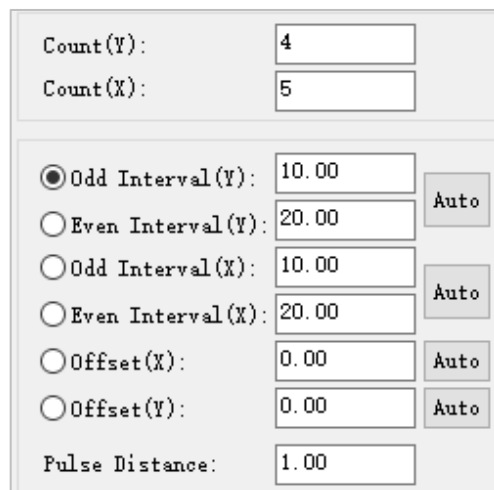 Count(Y): 4
Count(X): 5
Odd Interval(Y): 10.00
Auto
Even Interval(Y): 20.00
Odd Interval(X): 10.00
Auto
Even Interval(X): 20.00
Offset(X): 0.00 Auto
Offset(Y): 0.00 Auto
Pulse Distance: 1.00